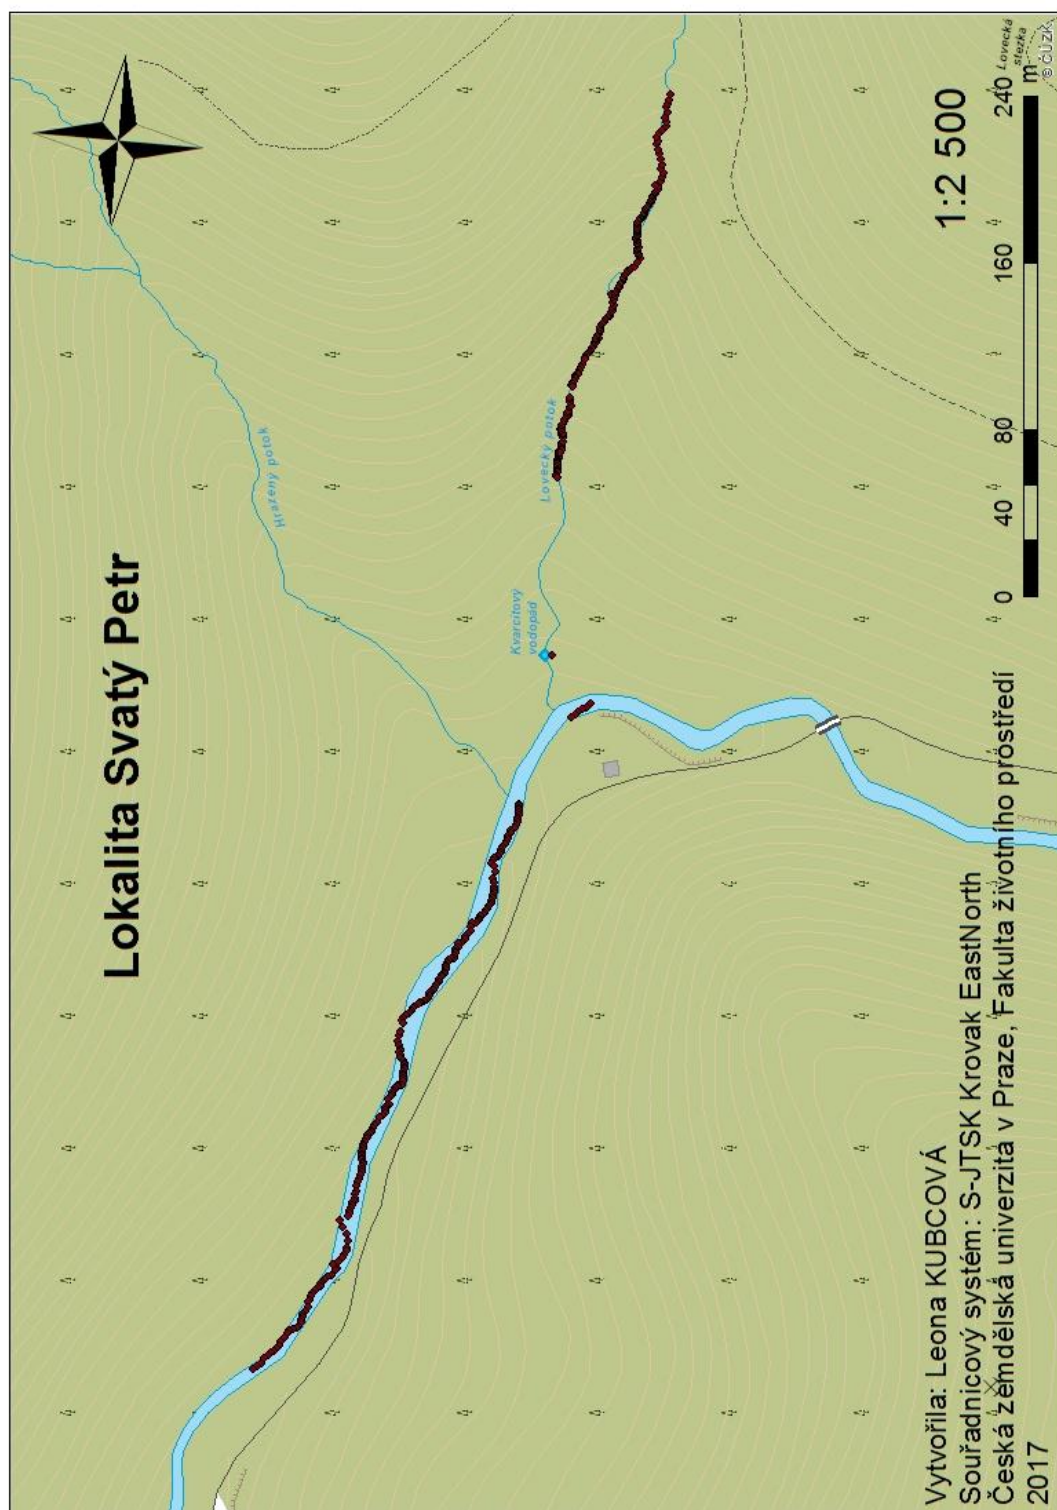 Lokalita Svatý Petr
Hrazený potok
Kvarcitový
vodopád
Lovecký potok
Lovecká
stezka
© ČÚZK
1:2 500
0 40 80 160 240
m
Vytvořila: Leona KUBCOVÁ
Souřadnicový systém: S-JTSK Krovak EastNorth
Česká zemědělská univerzita v Praze, Fakulta životního prostředí
2017